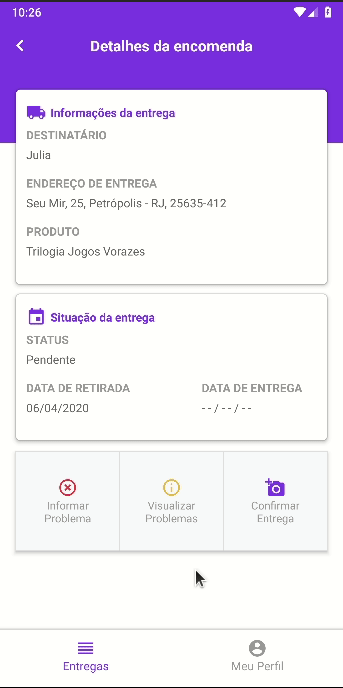 10:26
Detalhes da encomenda
Informações da entrega
DESTINATÁRIO
Julia
ENDEREÇO DE ENTREGA
Seu Mir, 25, Petrópolis - RJ, 25635-412
PRODUTO
Trilogia Jogos Vorazes
Situação da entrega
STATUS
Pendente
DATA DE RETIRADA DATA DE ENTREGA
06/04/2020 - - / - - / - -
Informar
Problema
Visualizar
Problemas
Confirmar
Entrega
Entregas
Meu Perfil